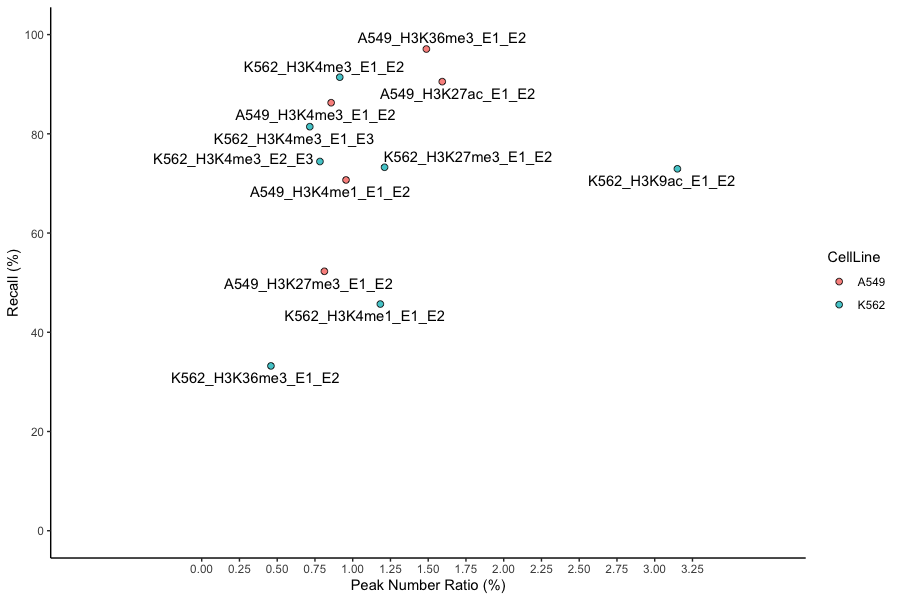 100
80
60
40
20
0
Recall (%)
A549_H3K36me3_E1_E2
K562_H3K4me3_E1_E2
A549_H3K27ac_E1_E2
A549_H3K4me3_E1_E2
K562_H3K4me3_E1_E3
K562_H3K4me3_E2_E3
K562_H3K27me3_E1_E2
K562_H3K9ac_E1_E2
A549_H3K4me1_E1_E2
A549_H3K27me3_E1_E2
K562_H3K4me1_E1_E2
K562_H3K36me3_E1_E2
0.00 0.25 0.50 0.75 1.00 1.25 1.50 1.75 2.00 2.25 2.50 2.75 3.00 3.25
Peak Number Ratio (%)
CellLine
A549
K562